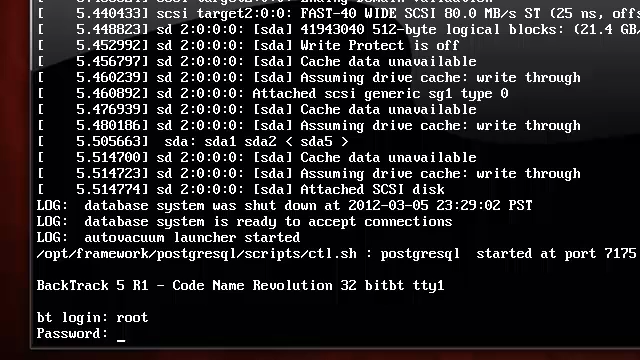 [    5.440433] scsi target2:0:0: FAST-40 WIDE SCSI 80.0 MB/s ST (25 ns, offs
[    5.448823] sd 2:0:0:0: [sda] 41943040 512-byte logical blocks: (21.4 GB/
[    5.452992] sd 2:0:0:0: [sda] Write Protect is off
[    5.456797] sd 2:0:0:0: [sda] Cache data unavailable
[    5.460239] sd 2:0:0:0: [sda] Assuming drive cache: write through
[    5.460892] sd 2:0:0:0: Attached scsi generic sg1 type 0
[    5.476939] sd 2:0:0:0: [sda] Cache data unavailable
[    5.480186] sd 2:0:0:0: [sda] Assuming drive cache: write through
[    5.505663]  sda: sda1 sda2 < sda5 >
[    5.514700] sd 2:0:0:0: [sda] Cache data unavailable
[    5.514723] sd 2:0:0:0: [sda] Assuming drive cache: write through
[    5.514774] sd 2:0:0:0: [sda] Attached SCSI disk
LOG:  database system was shut down at 2012-03-05 23:29:02 PST
LOG:  database system is ready to accept connections
LOG:  autovacuum launcher started
/opt/framework/postgresql/scripts/ctl.sh : postgresql  started at port 7175
BackTrack 5 R1 - Code Name Revolution 32 bitbt tty1
bt login: root
Password: _